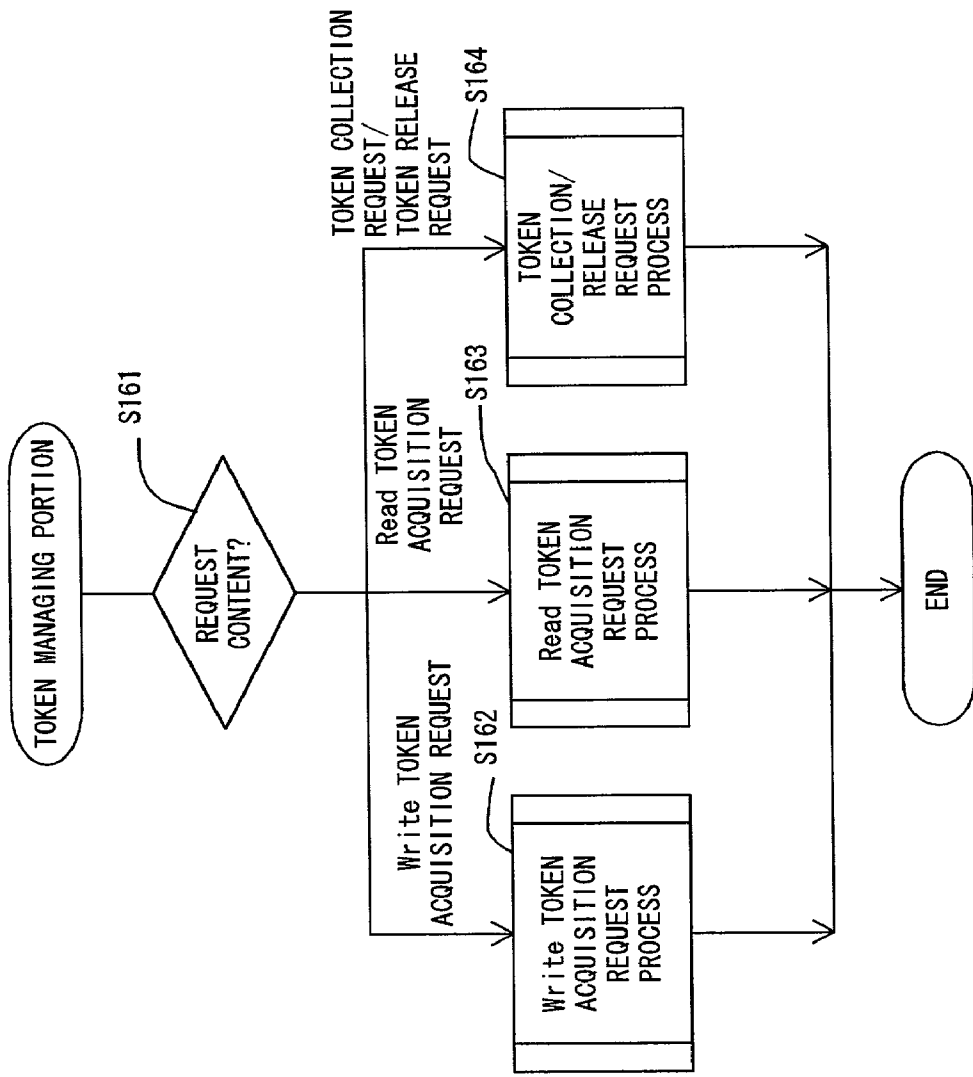 TOKEN MANAGING PORTION
S161
REQUEST
CONTENT?
Write TOKEN
ACQUISITION REQUEST
Read TOKEN
ACQUISITION
REQUEST
TOKEN COLLECTION
REQUEST/
TOKEN RELEASE
REQUEST
S162
Write TOKEN
ACQUISITION
REQUEST
PROCESS
S163
Read TOKEN
ACQUISITION
REQUEST
PROCESS
S164
TOKEN
COLLECTION/
RELEASE
REQUEST
PROCESS
END